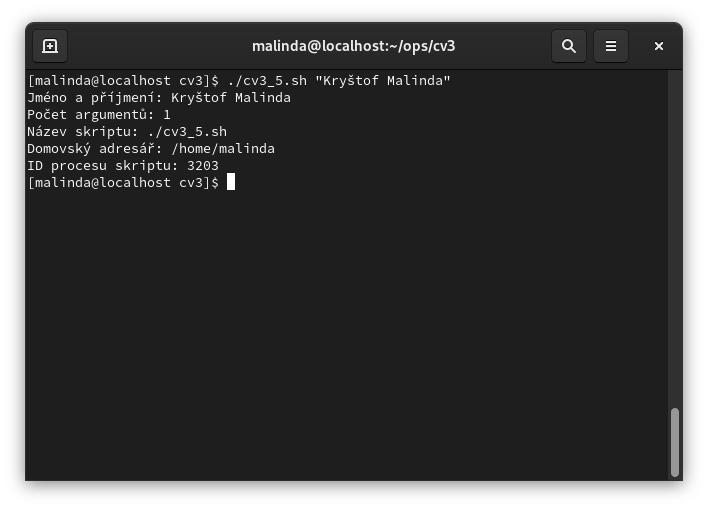 malinda@localhost:~/ops/cv3
[malinda@localhost cv3]$ ./cv3_5.sh "Kryštof Malinda"
Jméno a příjmení: Kryštof Malinda
Počet argumentů: 1
Název skriptu: ./cv3_5.sh
Domovský adresář: /home/malinda
ID procesu skriptu: 3203
[malinda@localhost cv3]$